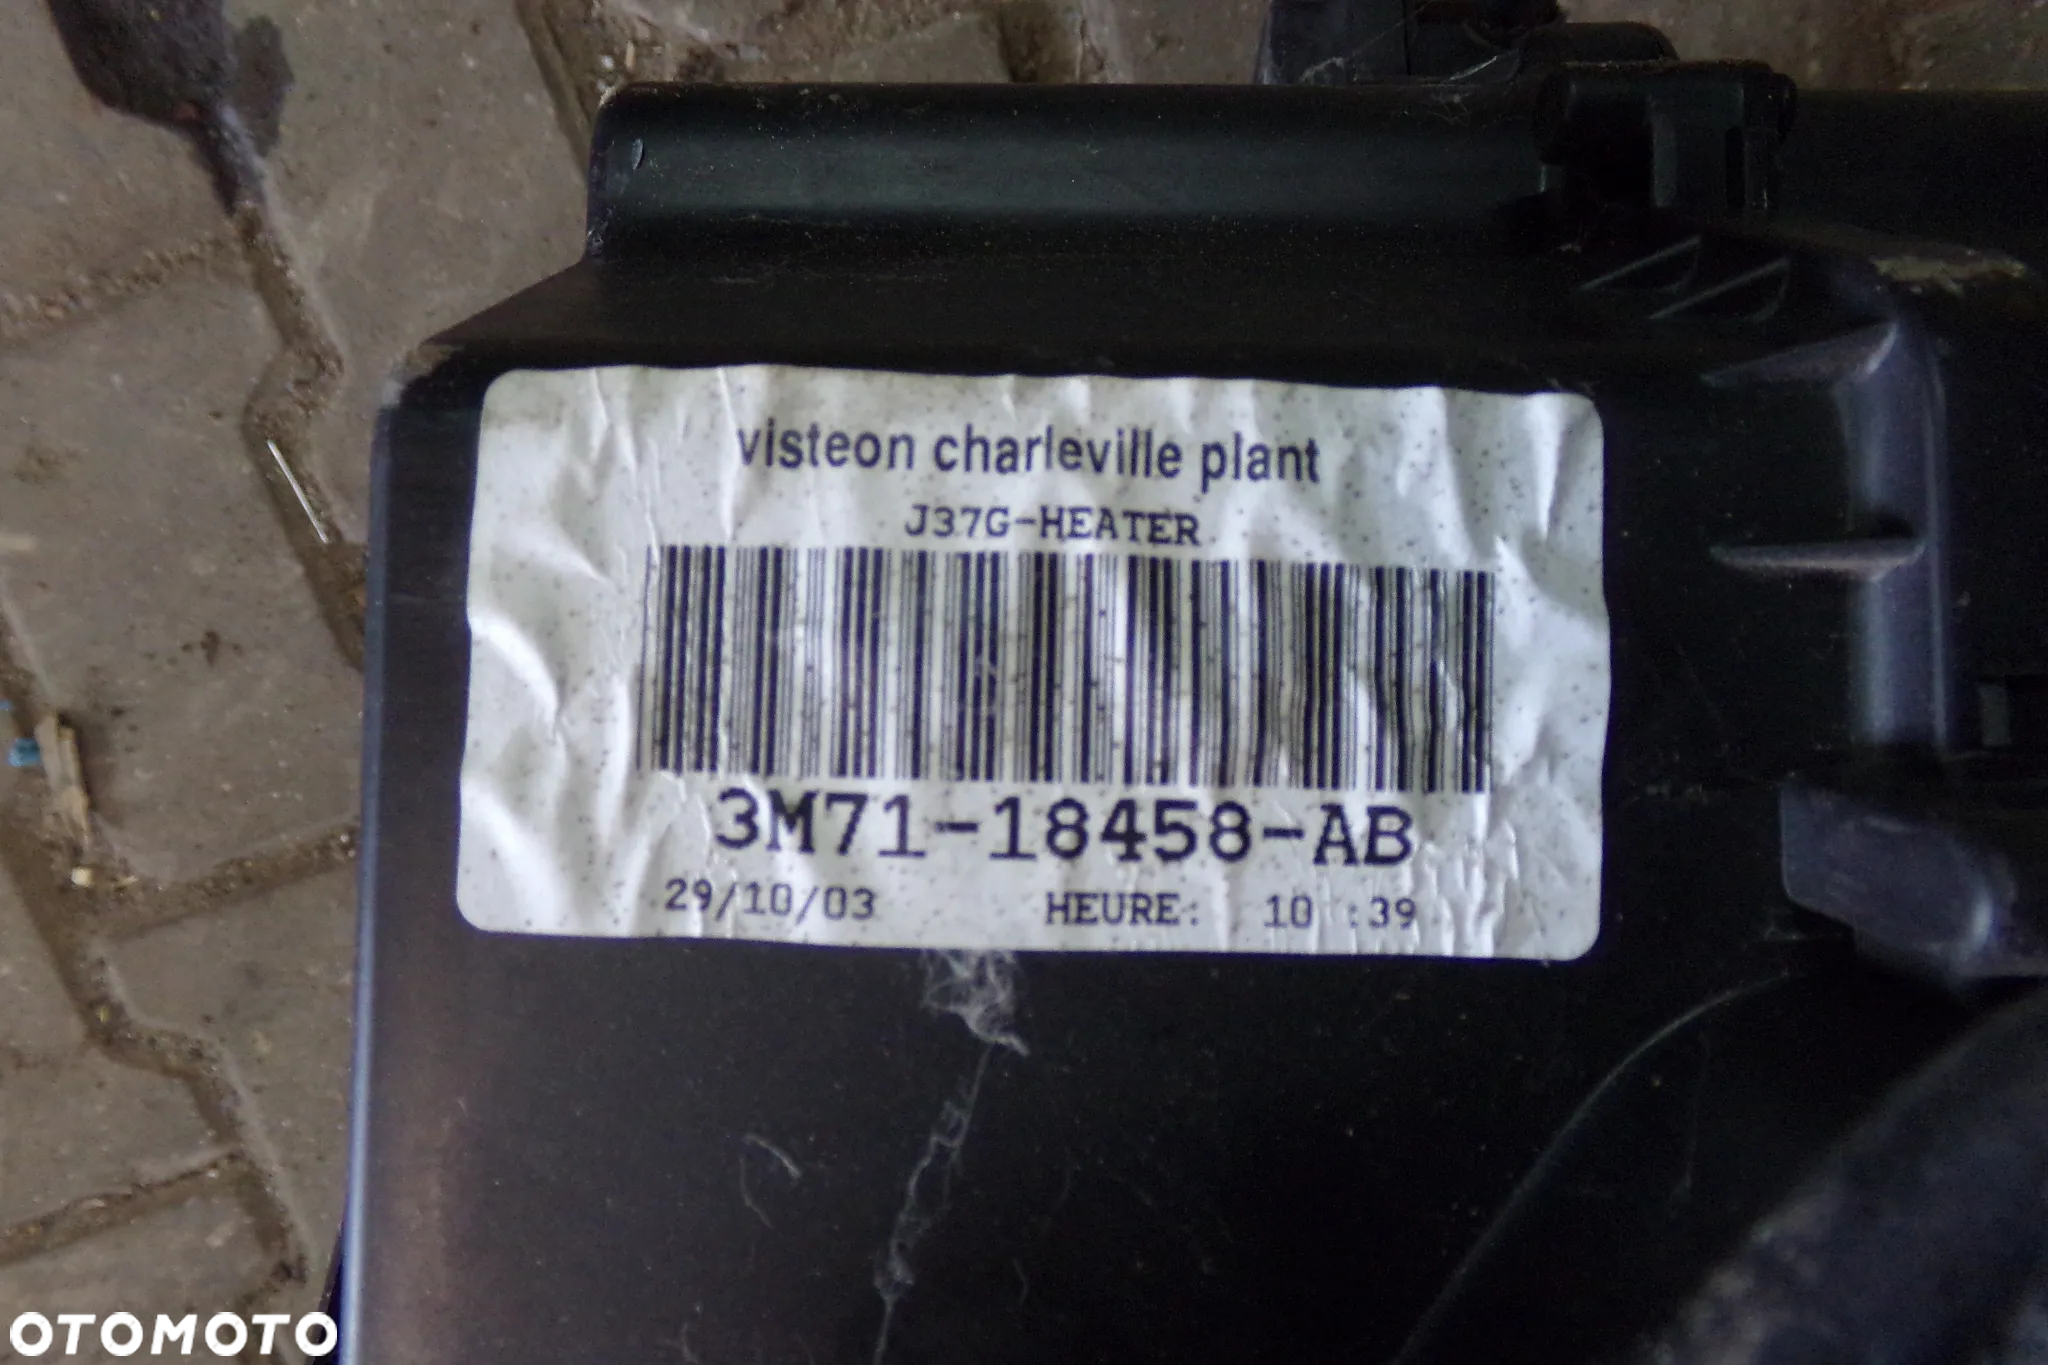 visteon charleville plant
J37G-HEATER
3M71-18458-AB
29/10/03 HEURE: 10 :39
OTOMOTO